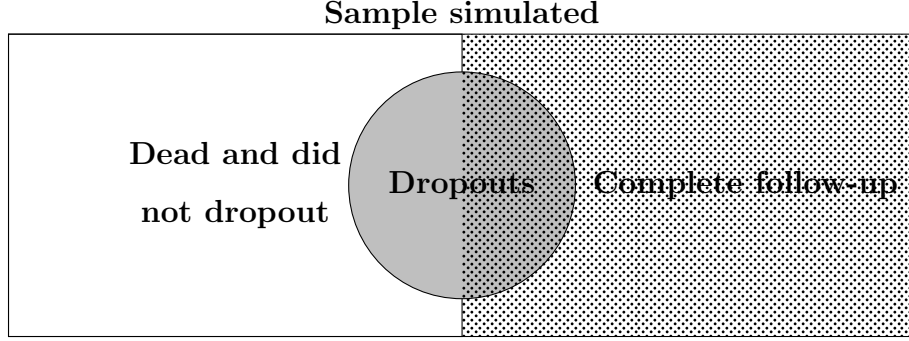 Sample simulated
Dead and did
not dropout
Dropouts
Complete follow-up